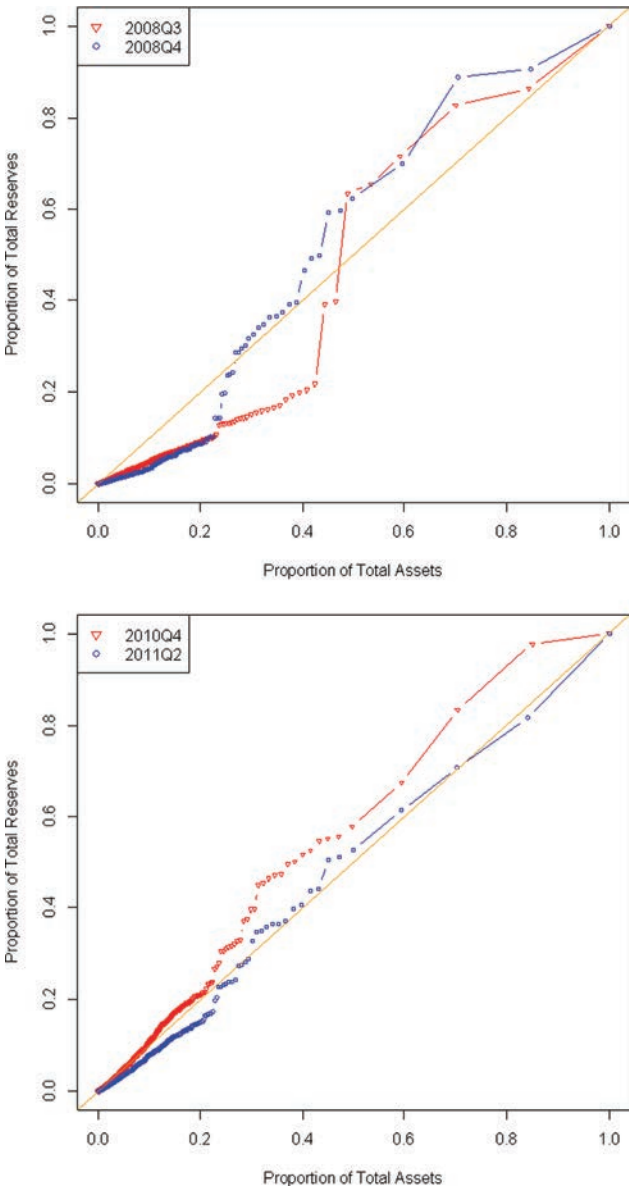 2008Q3
2008Q4
1.0
0.8
0.6
0.4
0.2
0.0
Proportion of Total Reserves
0.0 0.2 0.4 0.6 0.8 1.0
Proportion of Total Assets
2010Q4
2011Q2
1.0
0.8
0.6
0.4
0.2
0.0
Proportion of Total Reserves
0.0 0.2 0.4 0.6 0.8 1.0
Proportion of Total Assets